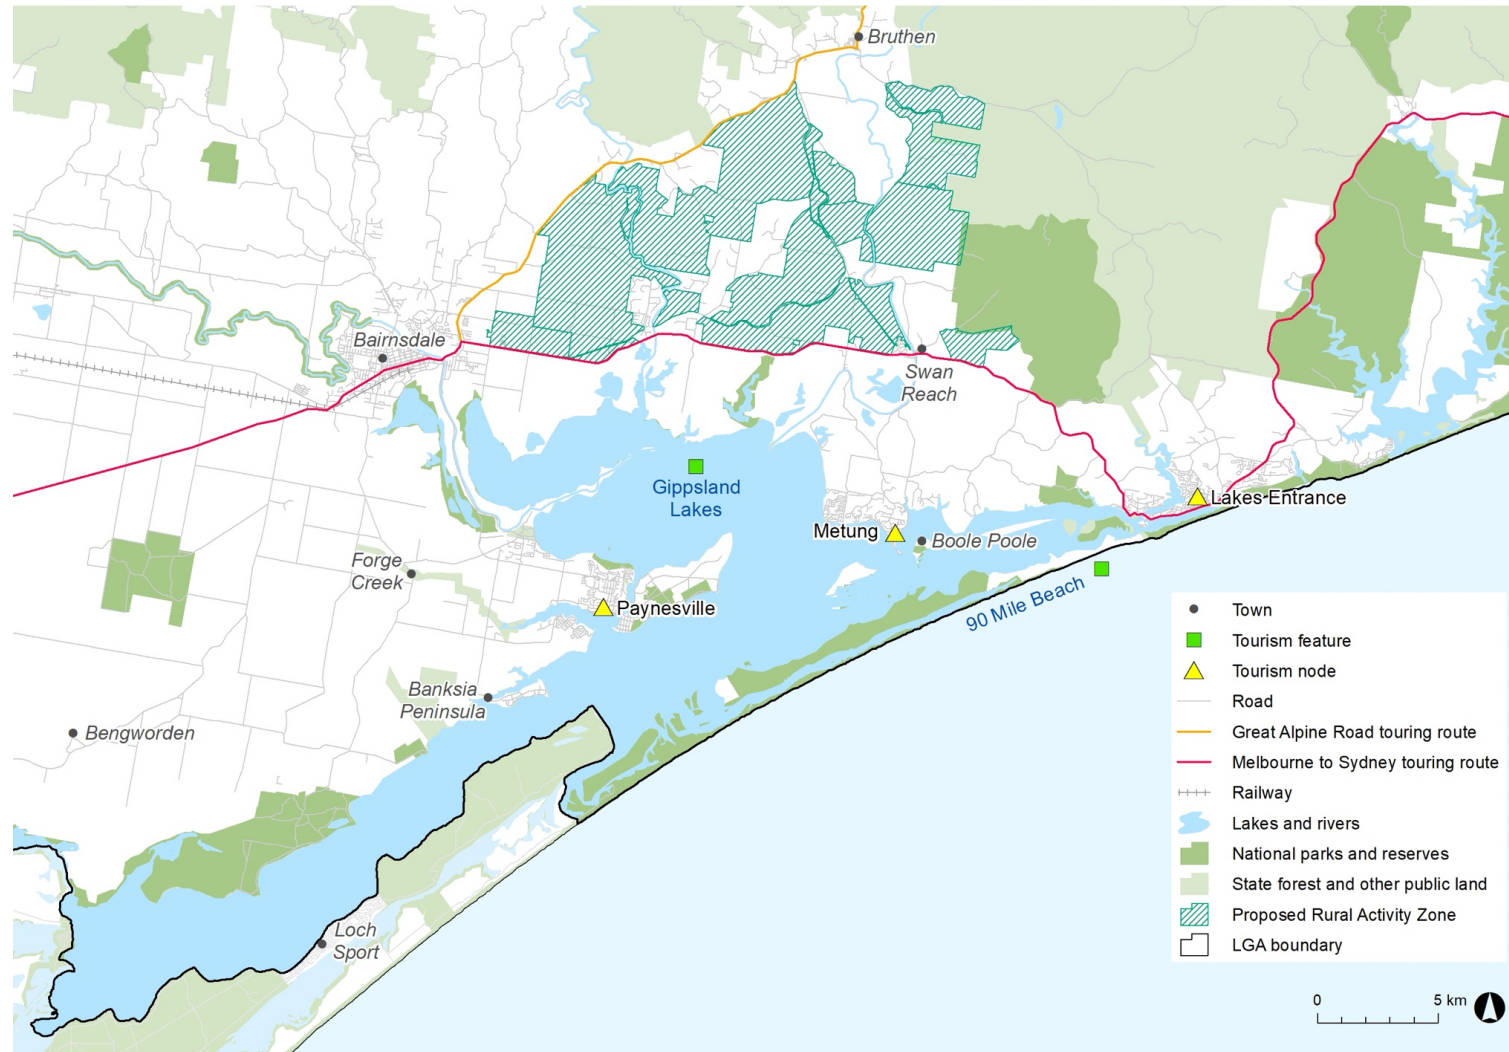 Bruthen
Bairnsdale
Swan
Reach
Gippsland
Lakes
Lakes Entrance
Metung
Boole Poole
Forge
Creek
90 Mile Beach
Paynesville
Banksia
Peninsula
Bengworden
Loch
Sport
Town
Tourism feature
Tourism node
Road
Great Alpine Road touring route
Melbourne to Sydney touring route
Railway
Lakes and rivers
National parks and reserves
State forest and other public land
Proposed Rural Activity Zone
LGA boundary
0 5 km